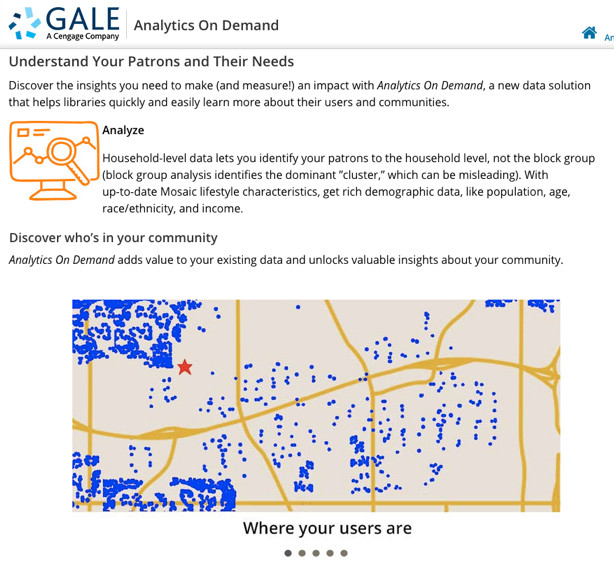 GALE
A Cengage Company
Analytics On Demand
An
Understand Your Patrons and Their Needs
Discover the insights you need to make (and measure!) an impact with Analytics On Demand, a new data solution
that helps libraries quickly and easily learn more about their users and communities.
Analyze
Household-level data lets you identify your patrons to the household level, not the block group
(block group analysis identifies the dominant "cluster," which can be misleading). With
up-to-date Mosaic lifestyle characteristics, get rich demographic data, like population, age,
race/ethnicity, and income.
Discover who's in your community
Analytics On Demand adds value to your existing data and unlocks valuable insights about your community.
Where your users are